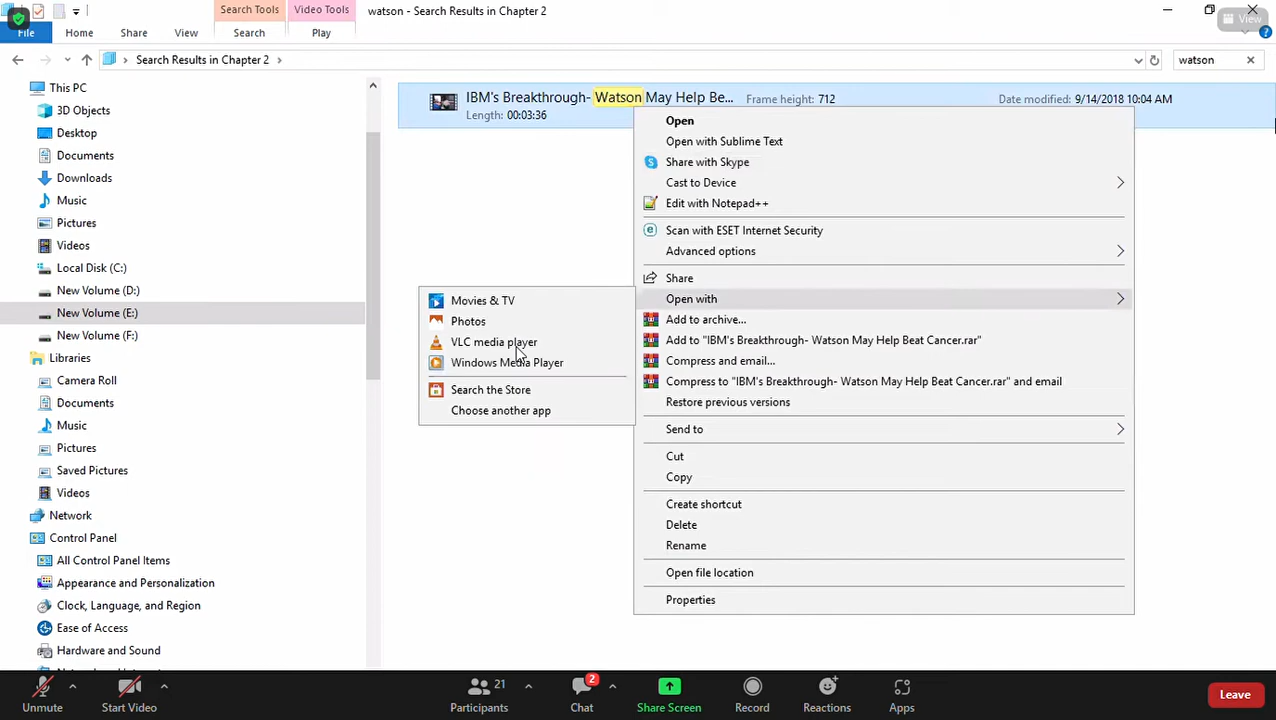 Search Tools
Video Tools
watson - Search Results in Chapter 2
View
File
Home
Share
View
Search
Play
Search Results in Chapter 2
watson
This PC
3D Objects
Desktop
Documents
Downloads
Music
Pictures
Videos
Local Disk (C:)
New Volume (D:)
New Volume (E:)
New Volume (F:)
Libraries
Camera Roll
Documents
Music
Pictures
Saved Pictures
Videos
Network
Control Panel
All Control Panel Items
Appearance and Personalization
Clock, Language, and Region
Ease of Access
Hardware and Sound
IBM's Breakthrough- Watson May Help Be...
Length: 00:03:36
Frame height: 712
Date modified: 9/14/2018 10:04 AM
Open
Open with Sublime Text
Share with Skype
Cast to Device
Edit with Notepad++
Scan with ESET Internet Security
Advanced options
Share
Open with
Add to archive...
Add to "IBM's Breakthrough- Watson May Help Beat Cancer.rar"
Compress and email...
Compress to "IBM's Breakthrough- Watson May Help Beat Cancer.rar" and email
Restore previous versions
Send to
Cut
Copy
Create shortcut
Delete
Rename
Open file location
Properties
Movies & TV
Photos
VLC media player
Windows Media Player
Search the Store
Choose another app
Unmute
Start Video
21
Participants
2
Chat
Share Screen
Record
Reactions
Apps
Leave